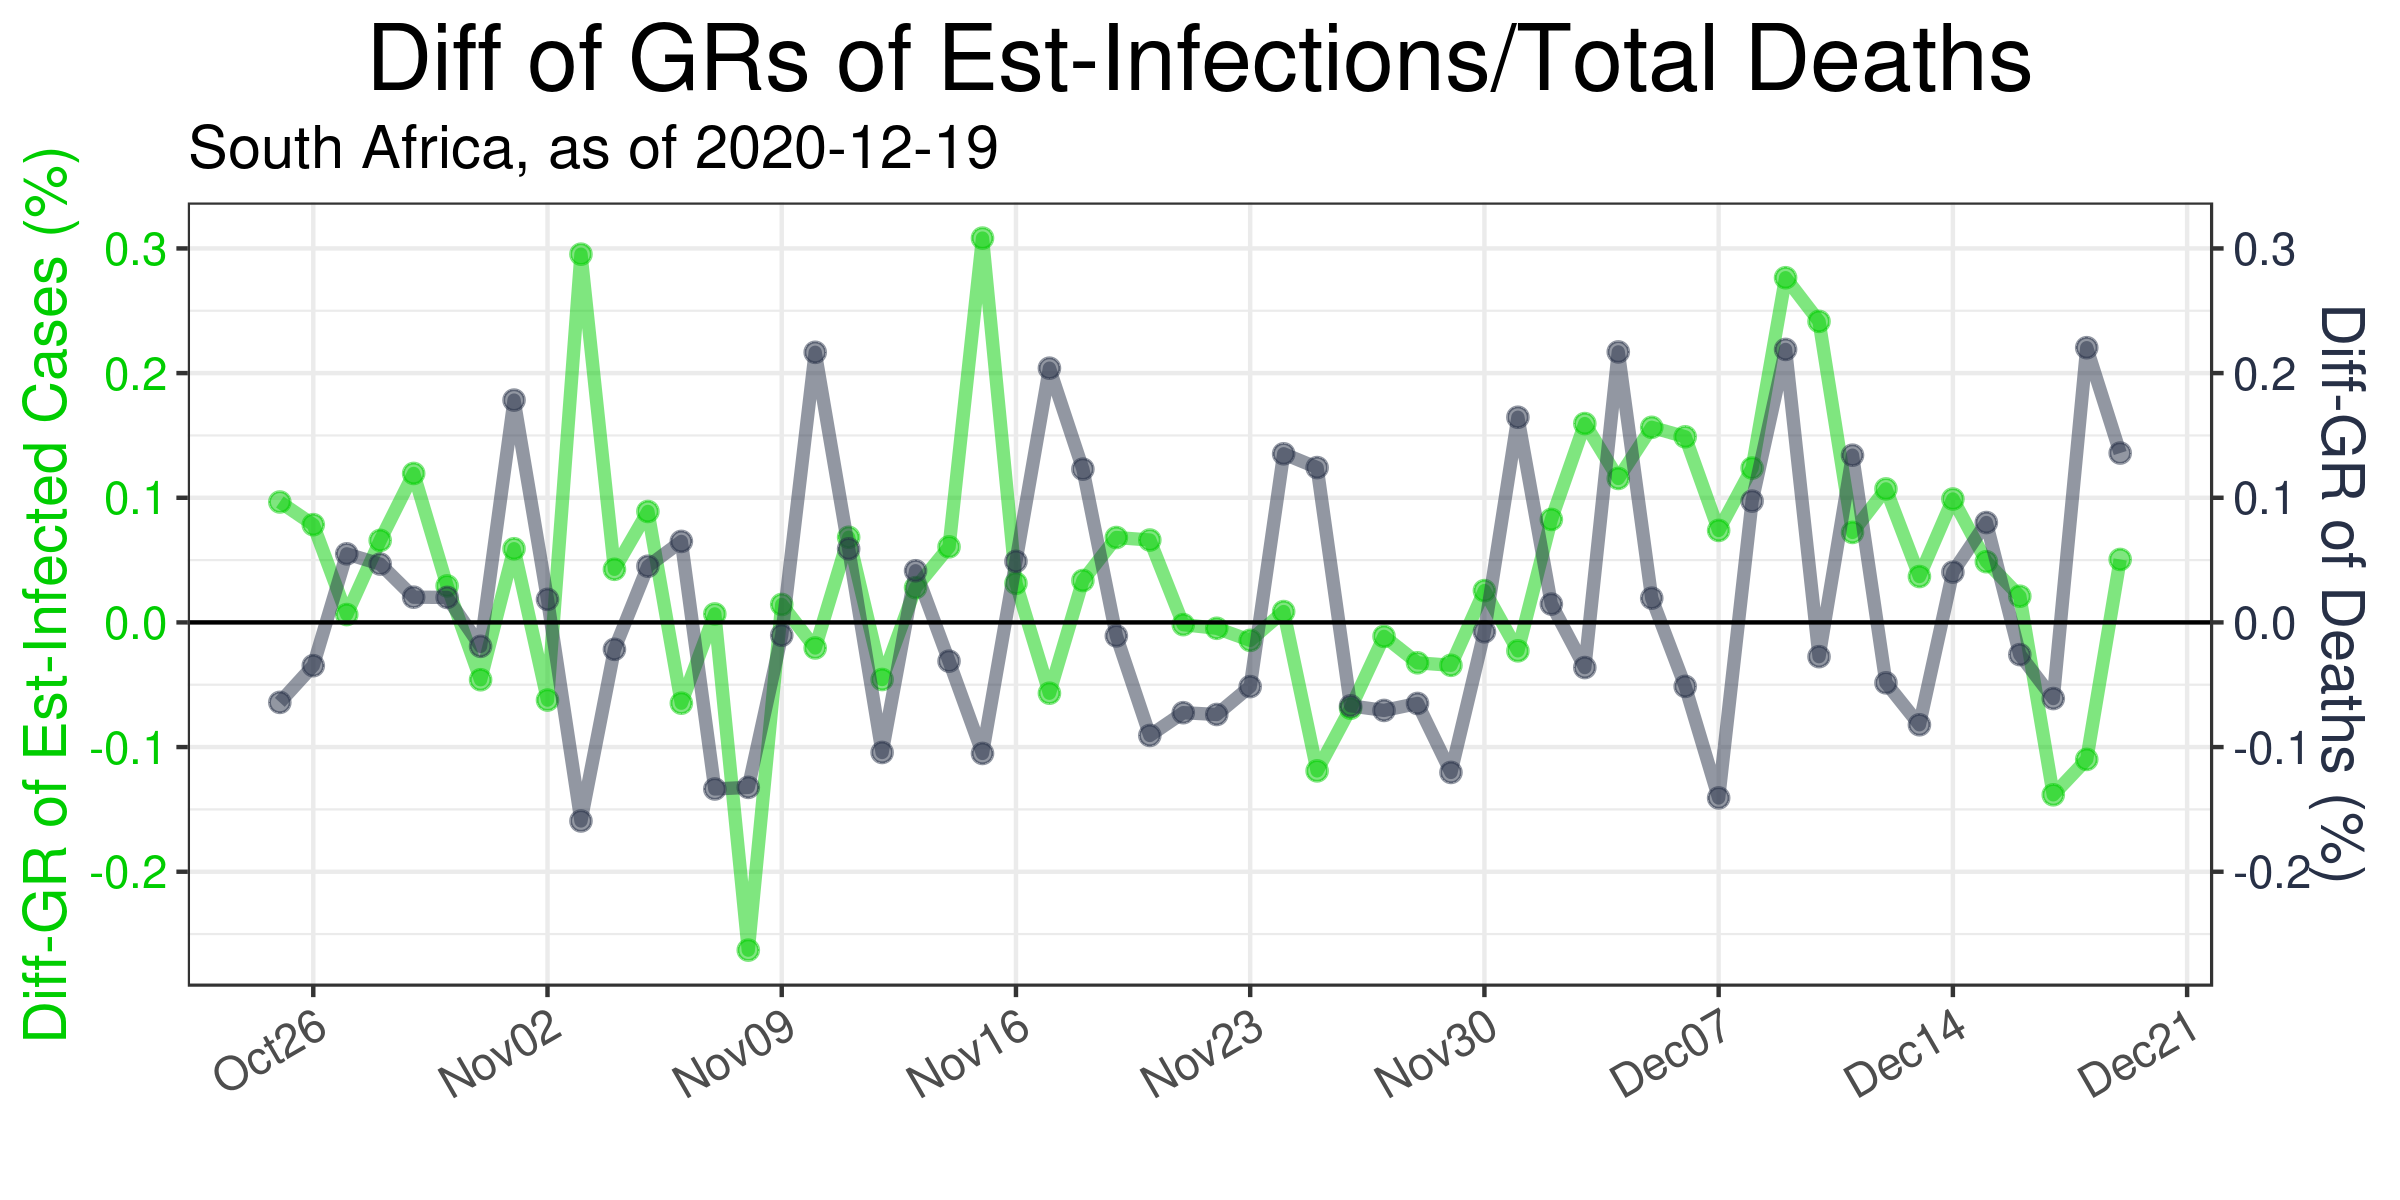 Diff of GRs of Est-Infections/Total Deaths
South Africa, as of 2020-12-19
Diff-GR of Est-Infected Cases (%)
0.3
0.2
0.1
0.0
-0.1
-0.2
0.3
0.2
0.1
0.0
-0.1
-0.2
Diff-GR of Deaths (%)
Oct26
Nov02
Nov09
Nov16
Nov23
Nov30
Dec07
Dec14
Dec21